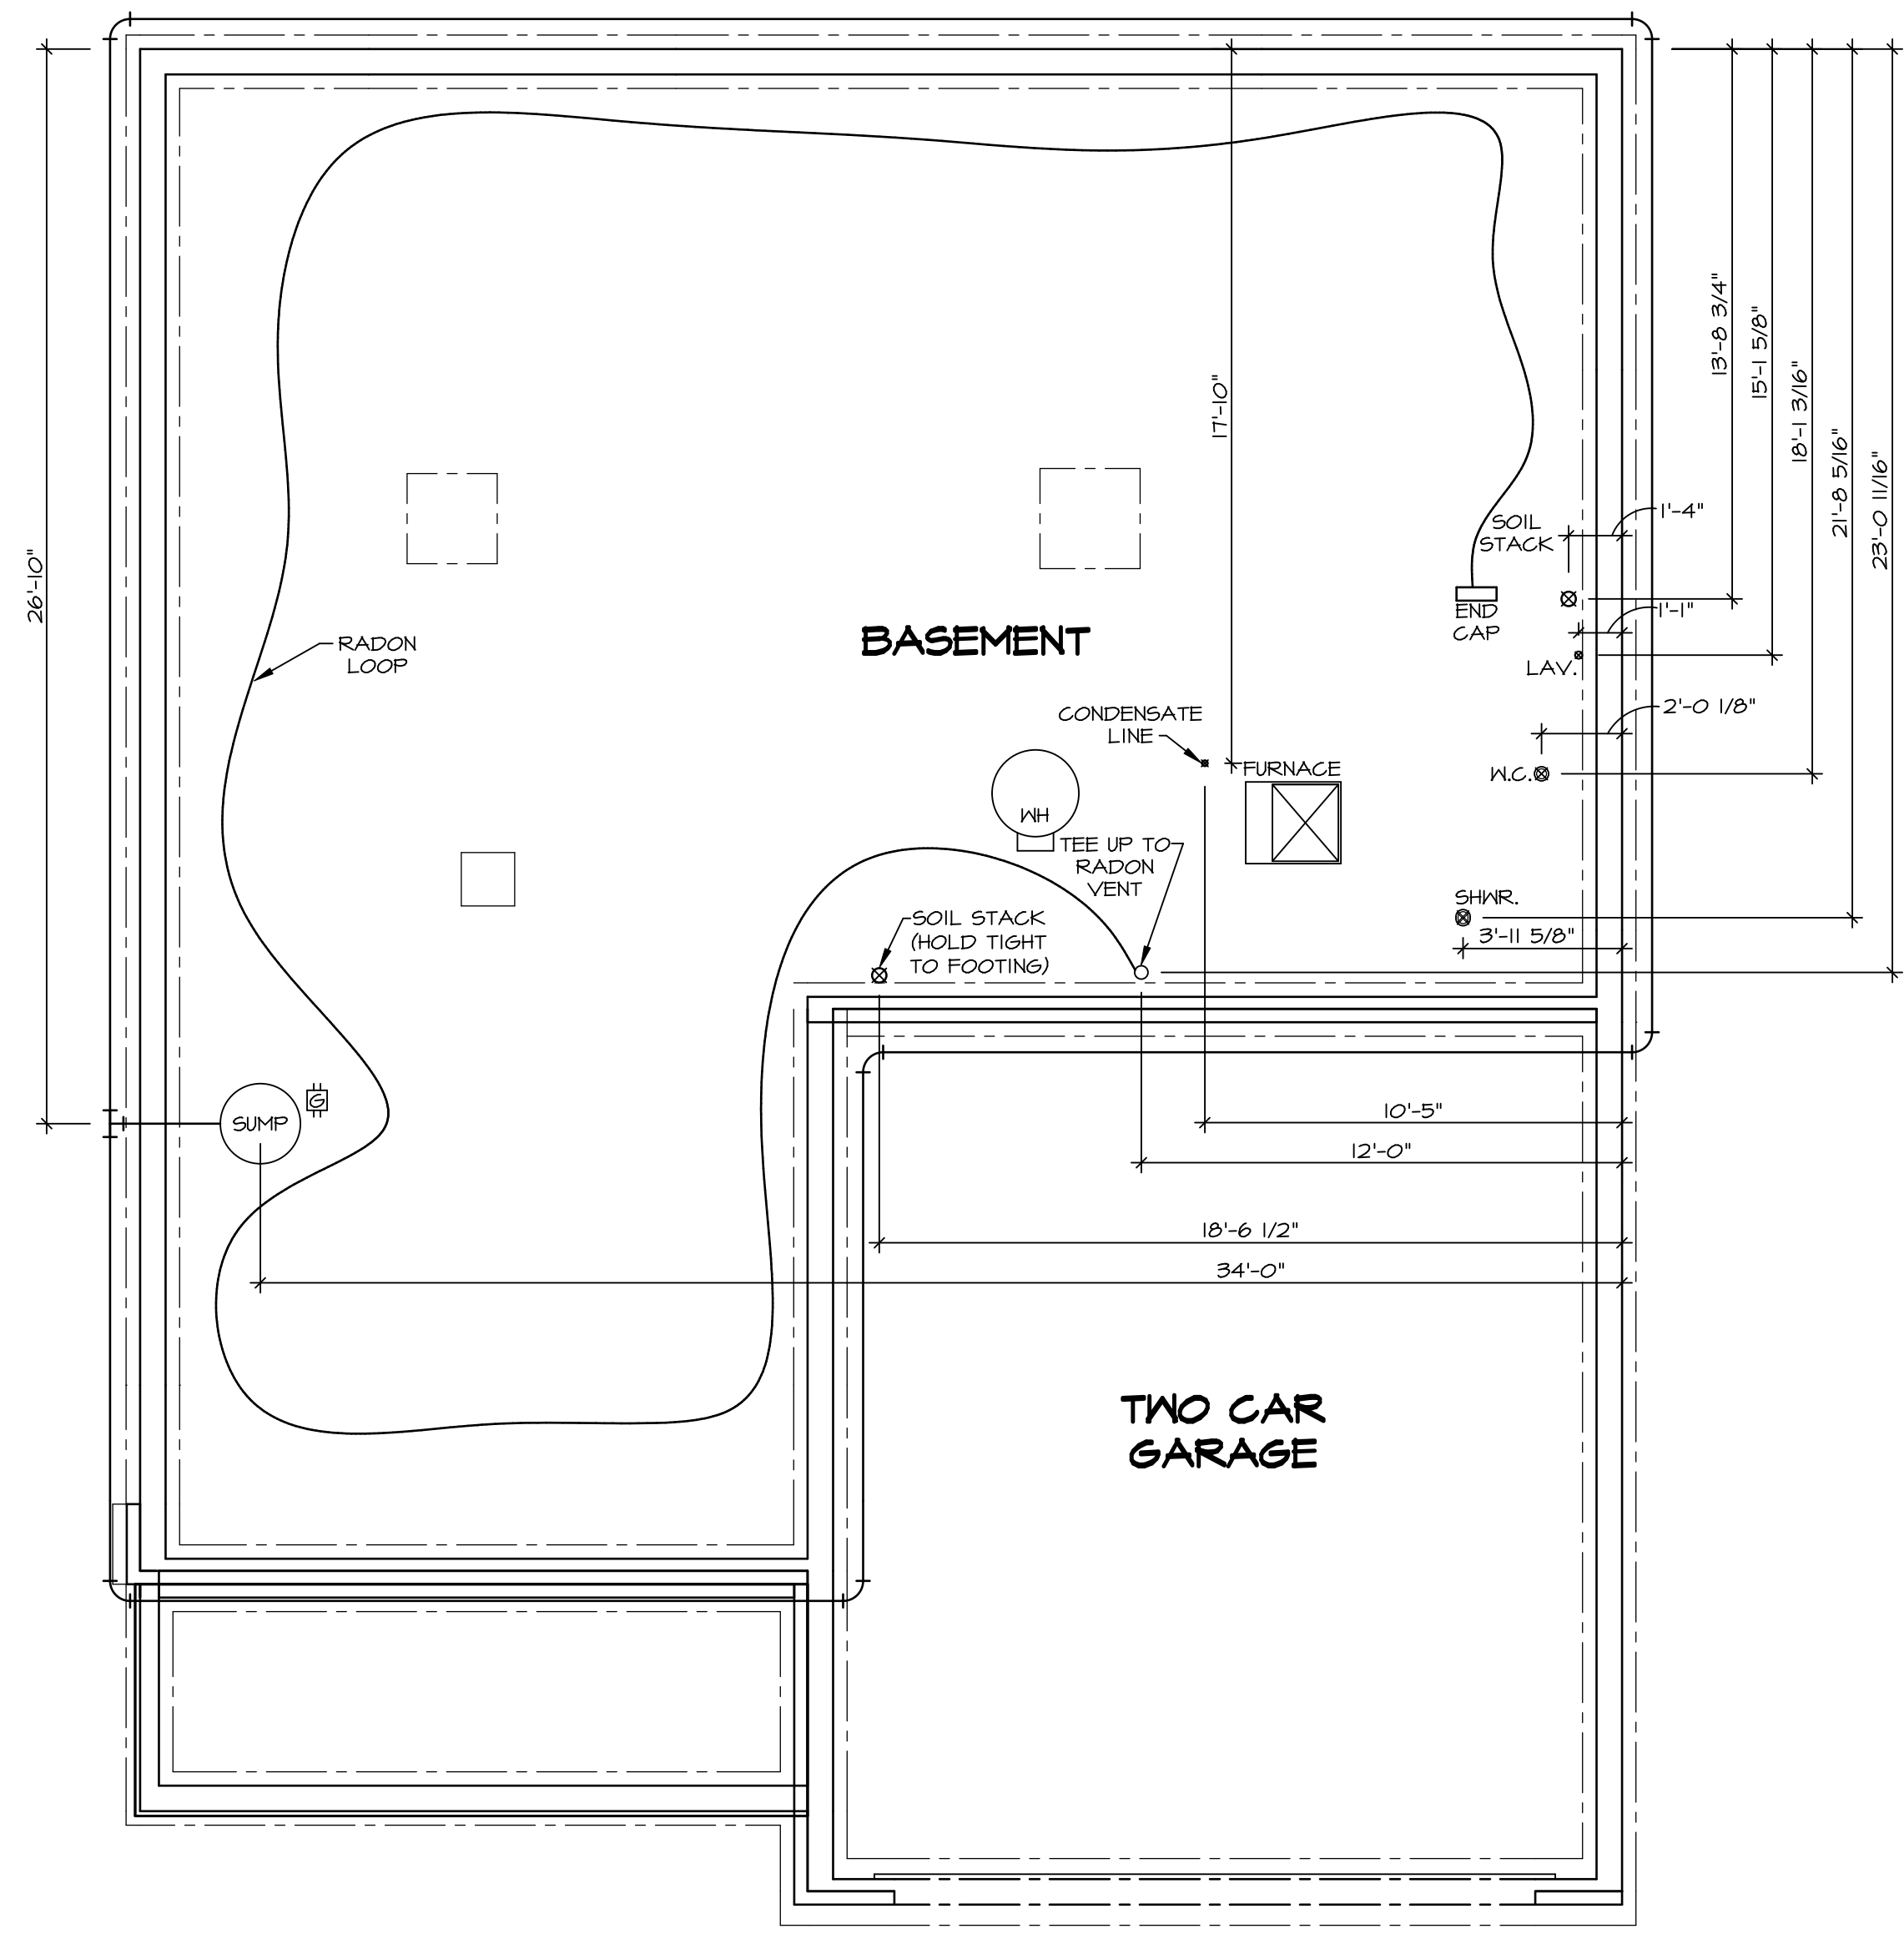 13'-8 3/4"
15'-1 5/8"
18'-1 3/16"
21'-8 5/16"
23'-0 11/16"
17'-10"
26'-10"
SOIL
STACK
1'-4"
END
CAP
1'-1"
BASEMENT
RADON
LOOP
LAV.
2'-0 1/8"
CONDENSATE
LINE
FURNACE
W.C.
WH
TEE UP TO
RADON
VENT
SHWR.
SOIL STACK
(HOLD TIGHT
TO FOOTING)
3'-11 5/8"
G
SUMP
10'-5"
12'-0"
18'-6 1/2"
34'-0"
TWO CAR
GARAGE